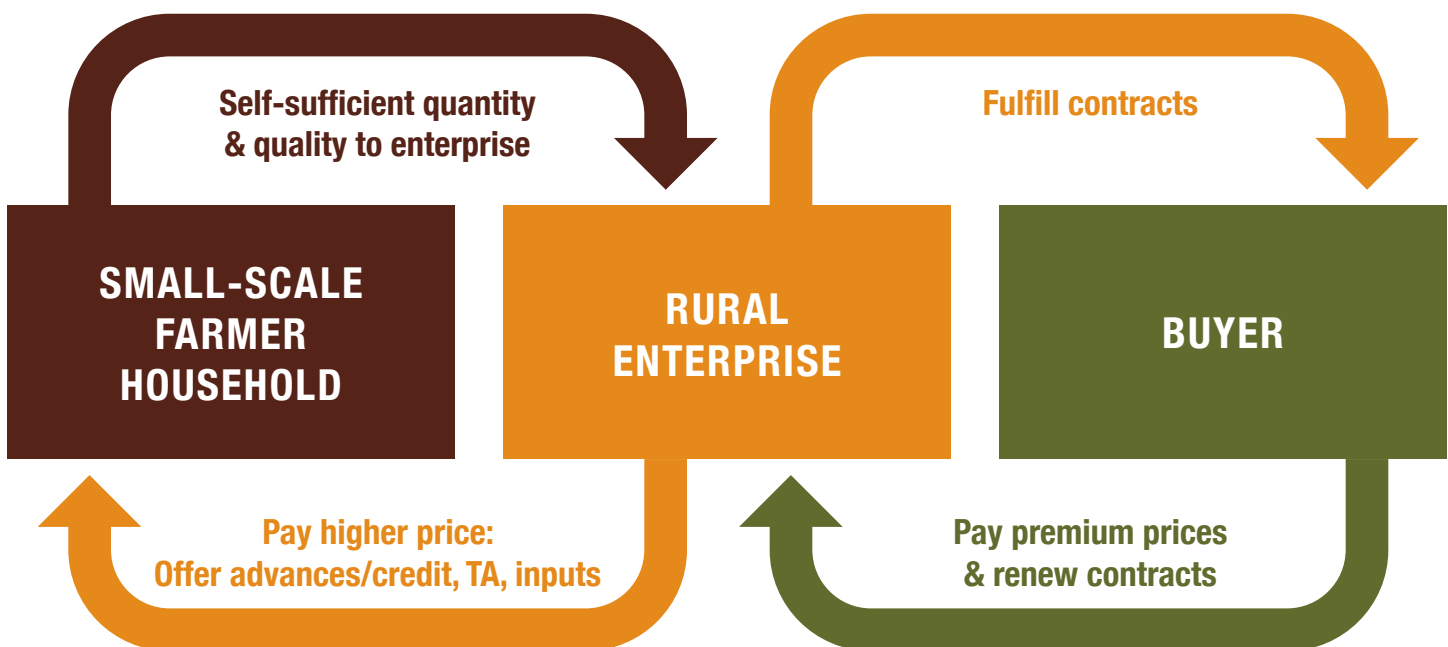 Self-sufficient quantity
& quality to enterprise
Fulfill contracts
SMALL-SCALE
FARMER
HOUSEHOLD
RURAL
ENTERPRISE
BUYER
Pay higher price:
Offer advances/credit, TA, inputs
Pay premium prices
& renew contracts